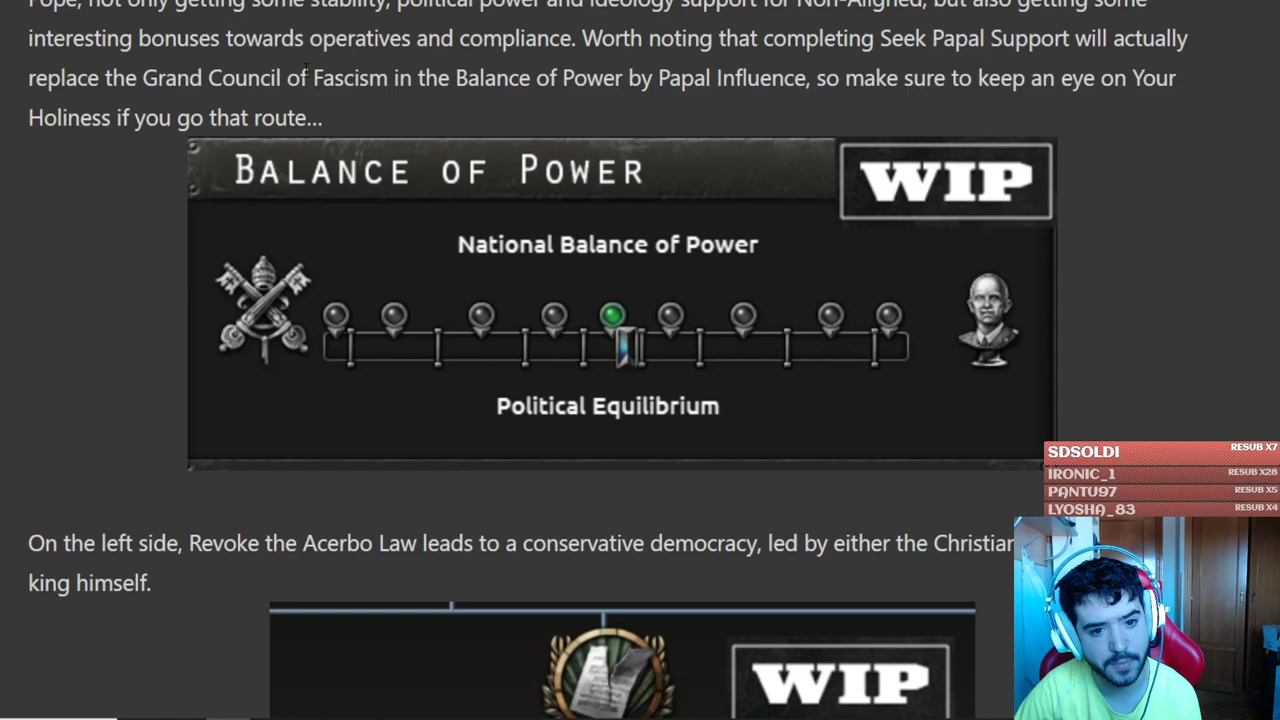 Pope, not only getting some stability, political power and ideology support for Non-Aligned, but also getting some
interesting bonuses towards operatives and compliance. Worth noting that completing Seek Papal Support will actually
replace the Grand Council of Fascism in the Balance of Power by Papal Influence, so make sure to keep an eye on Your
Holiness if you go that route...
BALANCE OF POWER
WIP
National Balance of Power
Political Equilibrium
SDSOLDI RESUB X7
IRONIC_1 RESUB X28
PANTU97 RESUB X5
LYOSHA_83 RESUB X4
On the left side, Revoke the Acerbo Law leads to a conservative democracy, led by either the Christian
king himself.
WIP